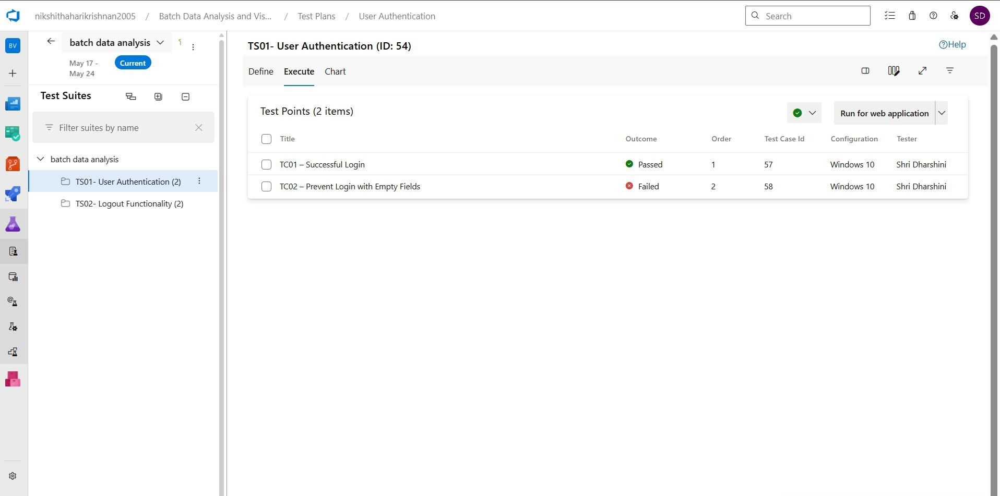 nikshithaharikrishnan2005 / Batch Data Analysis and Vis... / Test Plans / User Authentication
Search
SD
BV
batch data analysis
May 17 -
May 24
Current
Test Suites
Filter suites by name
batch data analysis
TS01- User Authentication (2)
TS02- Logout Functionality (2)
TS01- User Authentication (ID: 54)
Help
Define Execute Chart
Test Points (2 items)
Run for web application
Title Outcome Order Test Case Id Configuration Tester
TC01 – Successful Login Passed 1 57 Windows 10 Shri Dharshini
TC02 – Prevent Login with Empty Fields Failed 2 58 Windows 10 Shri Dharshini